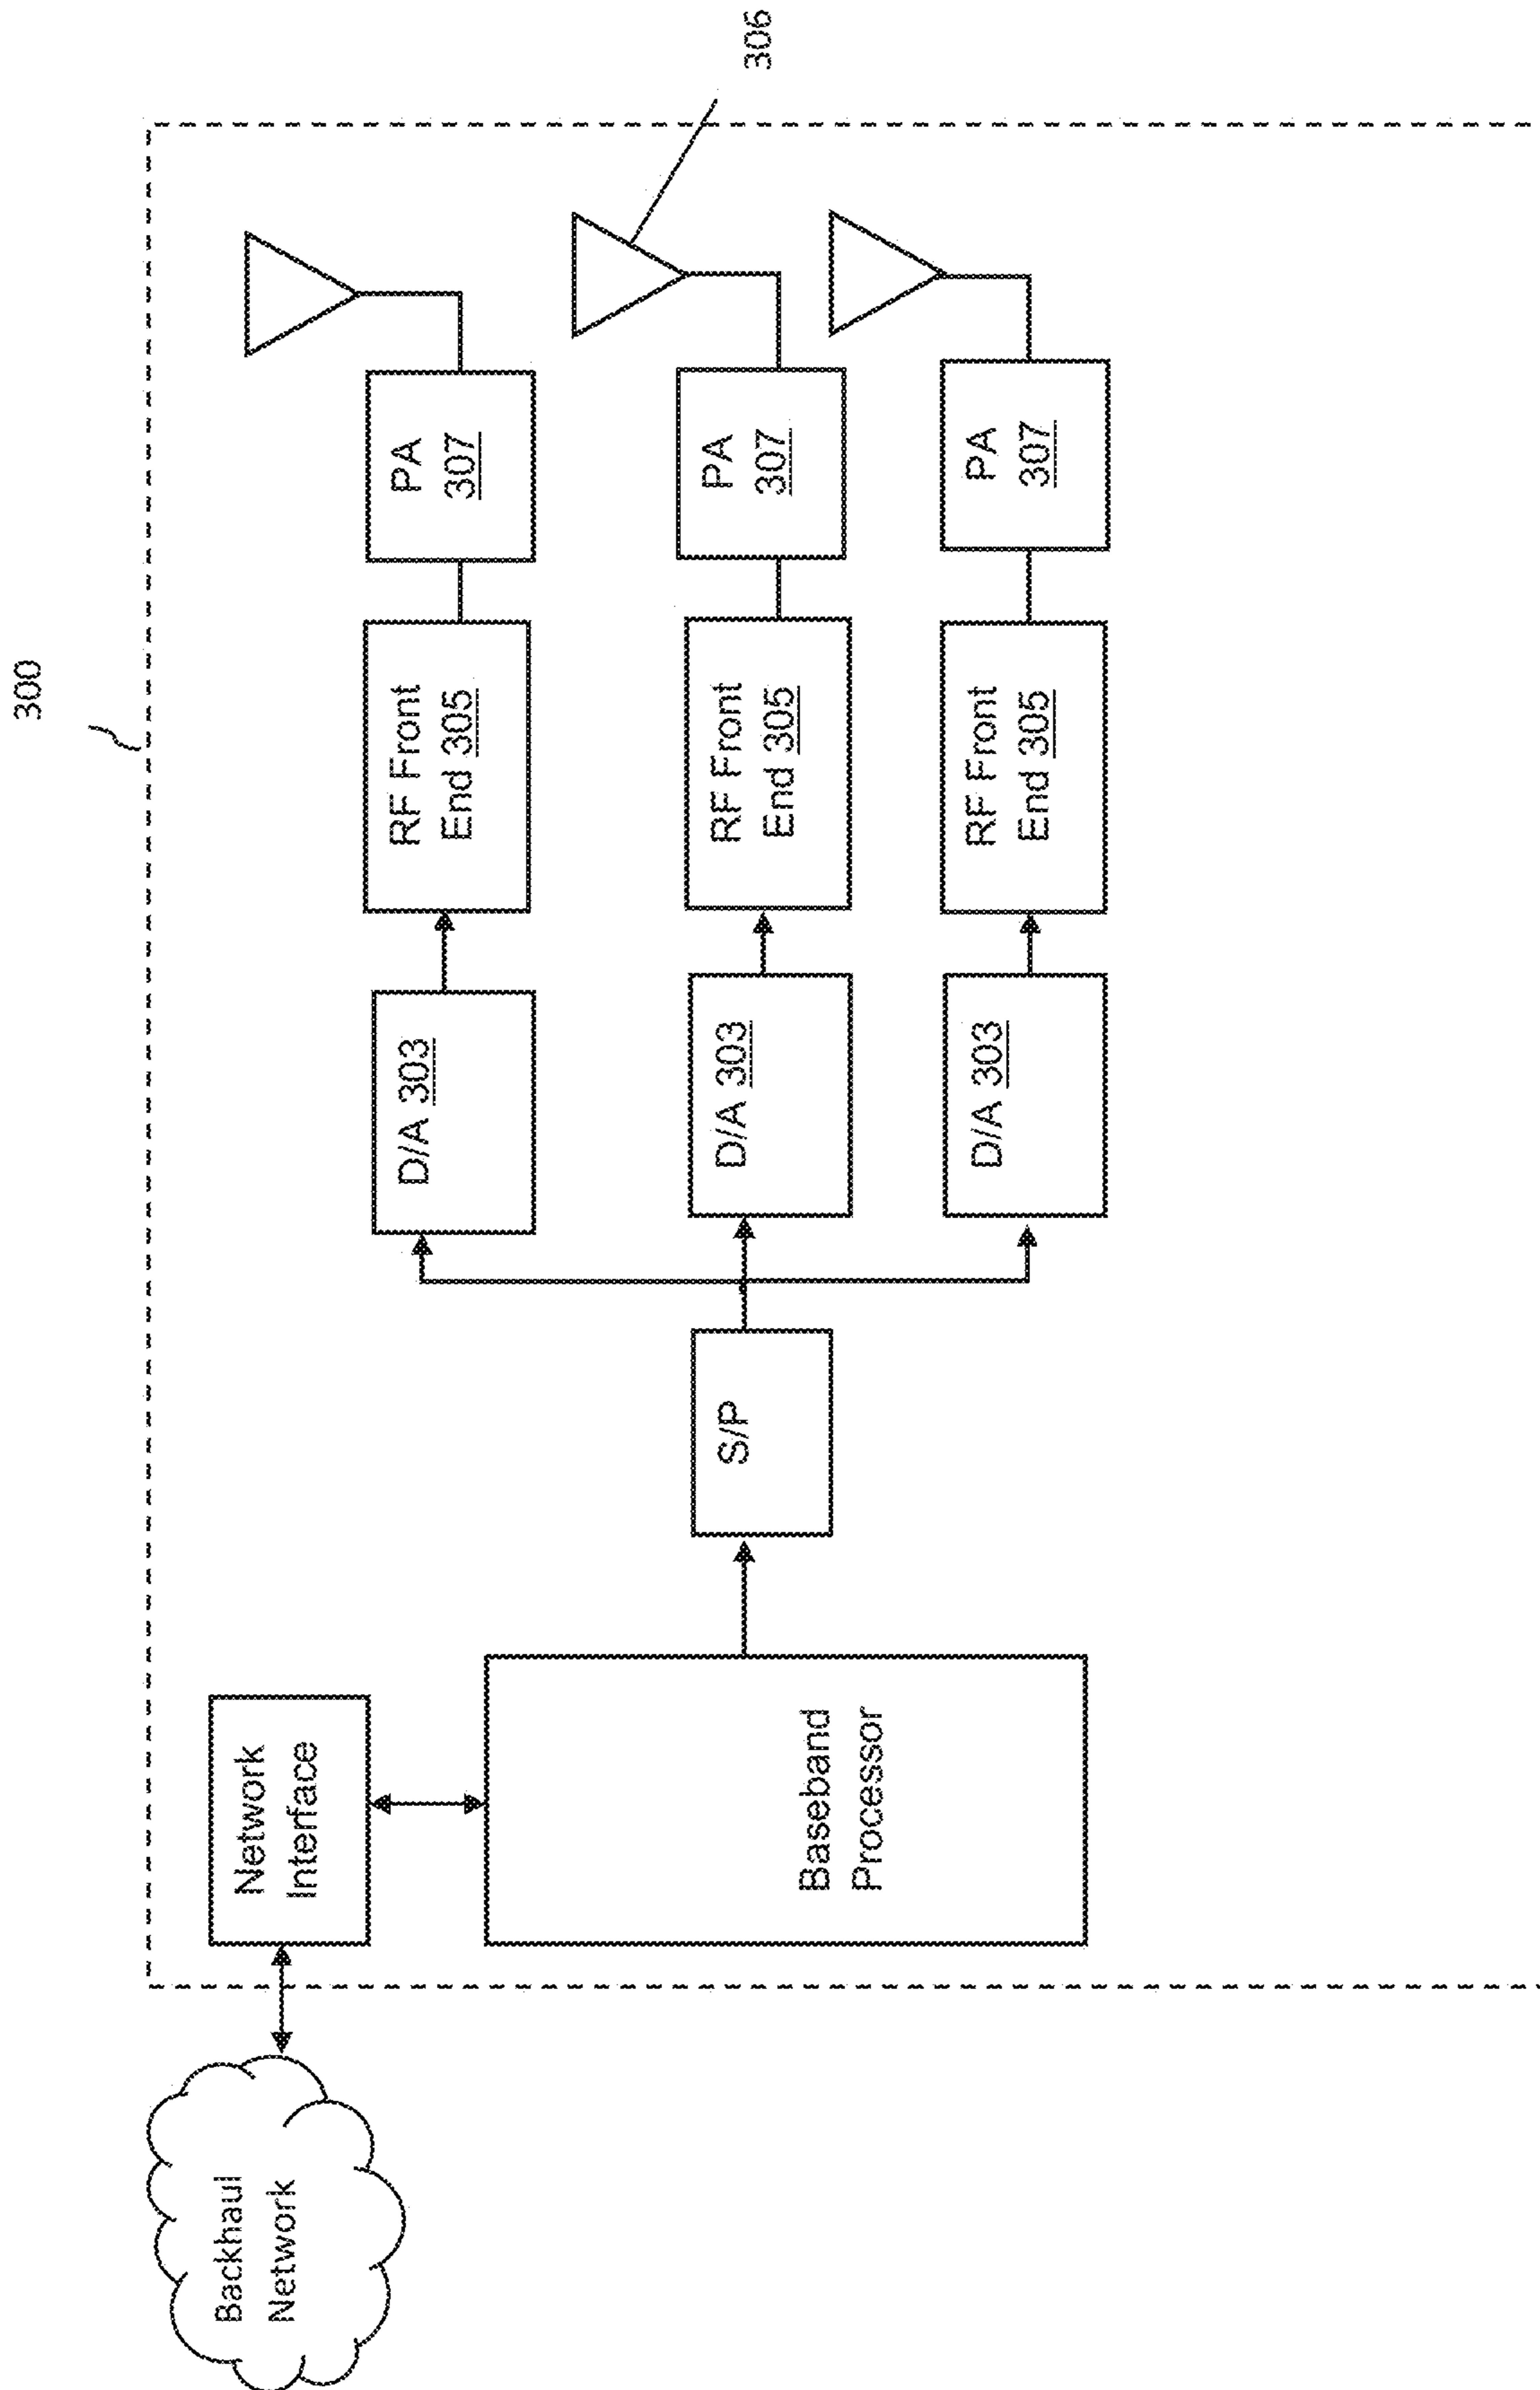 300
306
Backhaul
Network
Network
Interface
Baseband
Processor
S/P
D/A 303
RF Front
End 305
PA
307
D/A 303
RF Front
End 305
PA
307
D/A 303
RF Front
End 305
PA
307